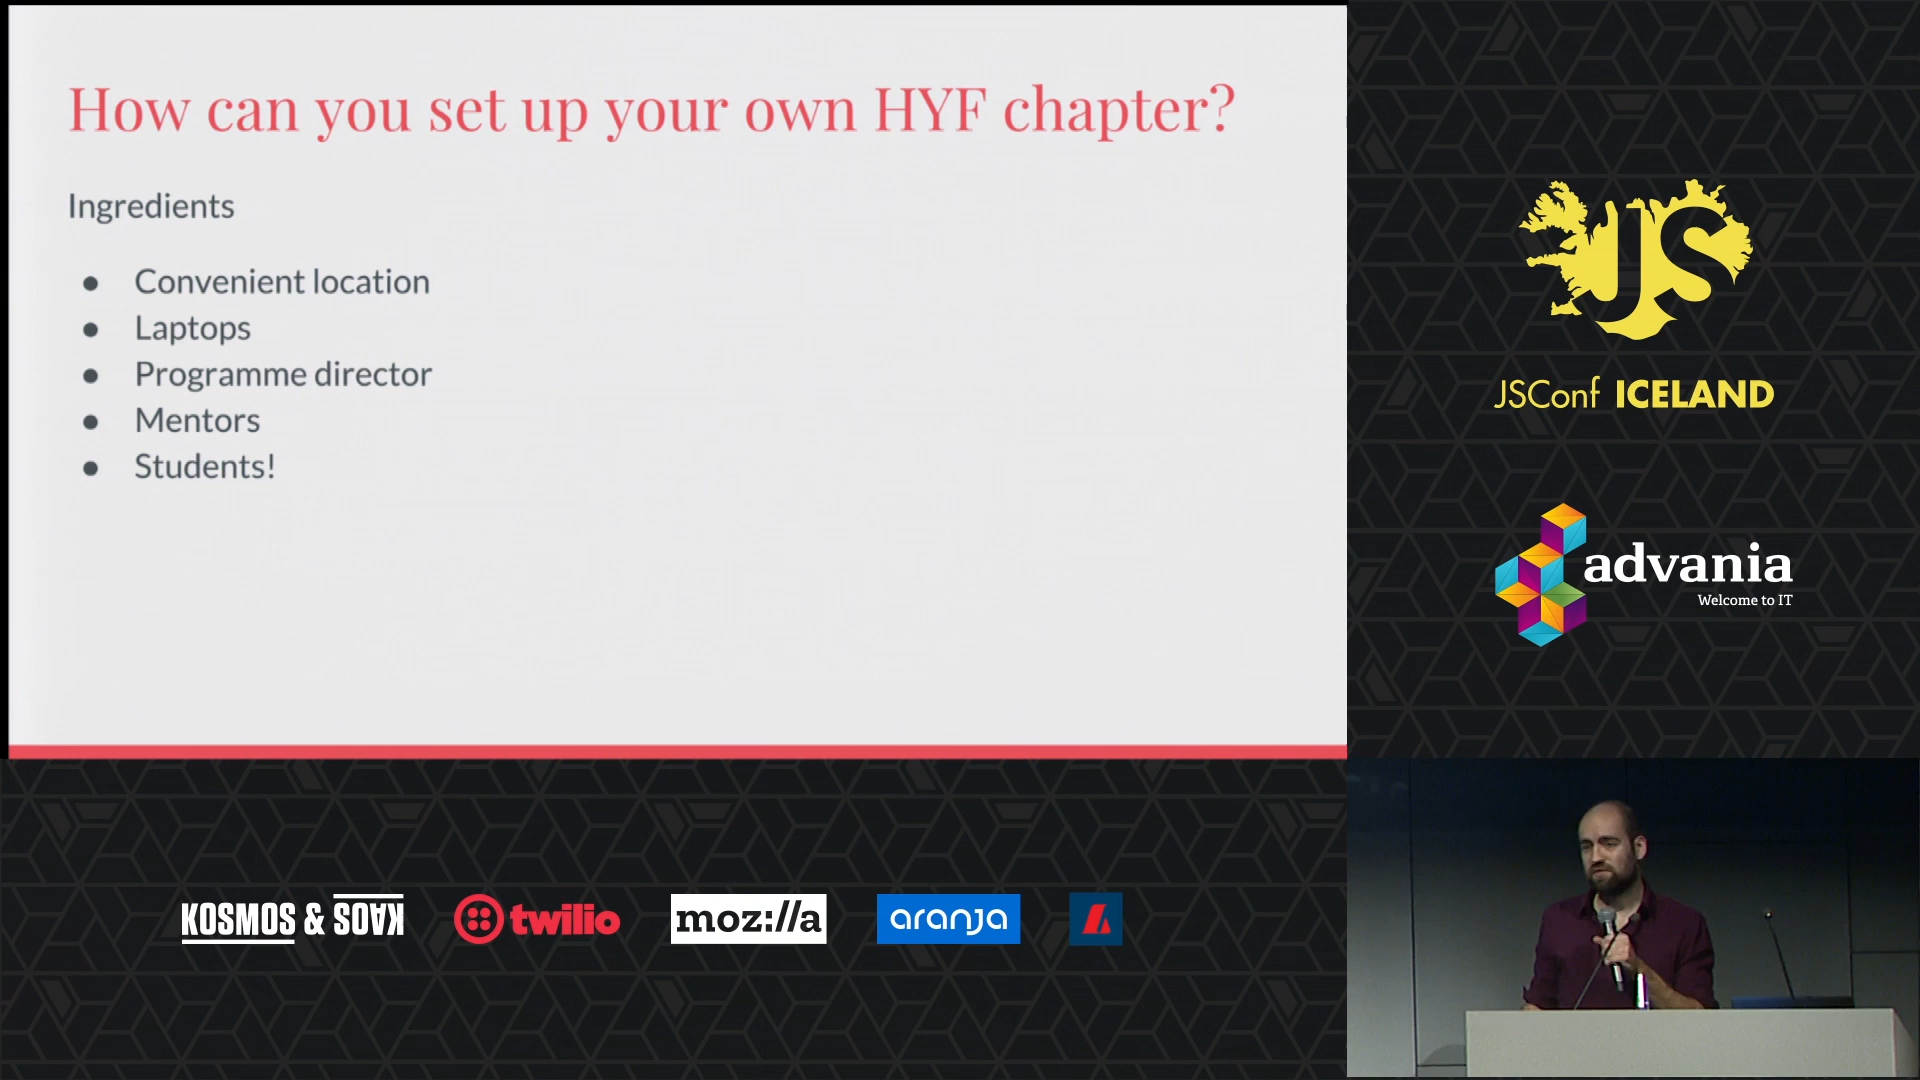 How can you set up your own HYF chapter?
Ingredients
● Convenient location
● Laptops
● Programme director
● Mentors
● Students!
JS
JSConf ICELAND
advania
Welcome to IT
KOSMOS & KAOS
twilio
moz://a
aranja